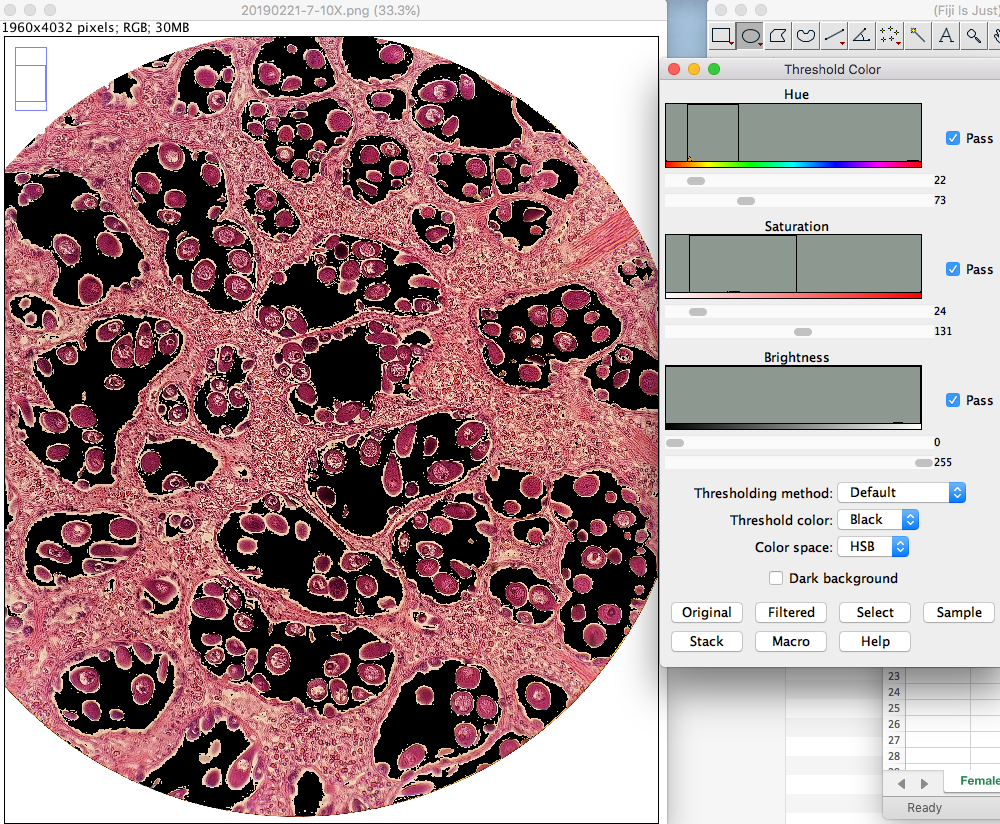 20190221-7-10X.png (33.3%)
(Fiji Is Just)
1960x4032 pixels; RGB; 30MB
Threshold Color
Hue
Pass
22
73
Saturation
Pass
24
131
Brightness
Pass
0
255
Thresholding method: Default
Threshold color: Black
Color space: HSB
Dark background
Original Filtered Select Sample
Stack Macro Help
23
24
25
26
27
28
Female
Ready